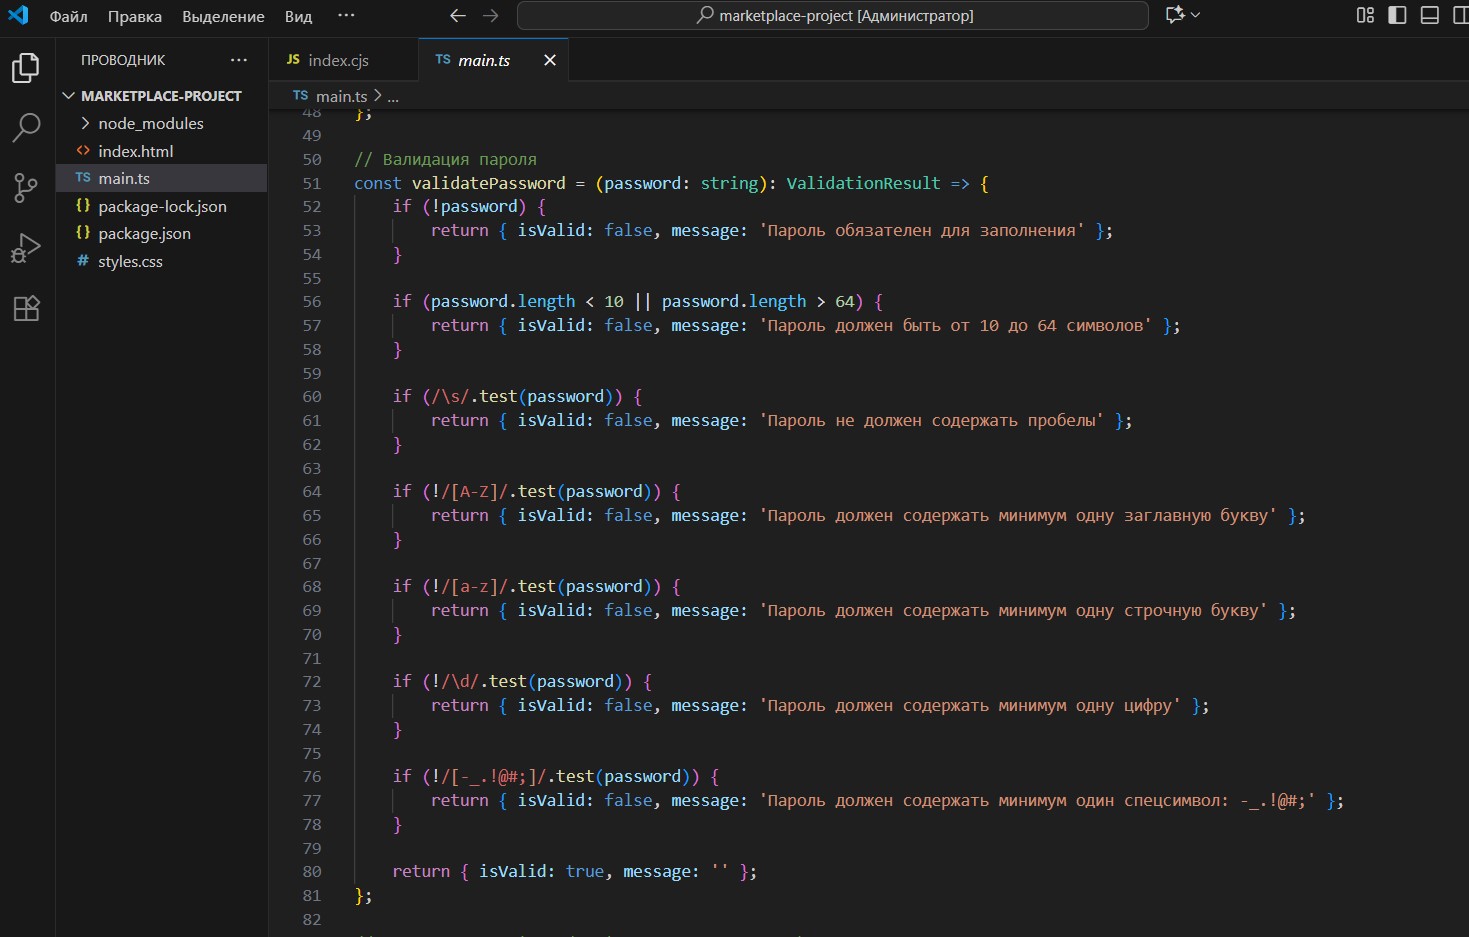 Файл Правка Выделение Вид ··· marketplace-project [Администратор]
ПРОВОДНИК ···
MARKETPLACE-PROJECT
node_modules
<> index.html
TS main.ts
{} package-lock.json
{} package.json
# styles.css
JS index.cjs TS main.ts ×
TS main.ts > ...
48 };
49
50 // Валидация пароля
51 const validatePassword = (password: string): ValidationResult => {
52 if (!password) {
53 return { isValid: false, message: 'Пароль обязателен для заполнения' };
54 }
55
56 if (password.length < 10 || password.length > 64) {
57 return { isValid: false, message: 'Пароль должен быть от 10 до 64 символов' };
58 }
59
60 if (/\s/.test(password)) {
61 return { isValid: false, message: 'Пароль не должен содержать пробелы' };
62 }
63
64 if (!/[A-Z]/.test(password)) {
65 return { isValid: false, message: 'Пароль должен содержать минимум одну заглавную букву' };
66 }
67
68 if (!/[a-z]/.test(password)) {
69 return { isValid: false, message: 'Пароль должен содержать минимум одну строчную букву' };
70 }
71
72 if (!/\d/.test(password)) {
73 return { isValid: false, message: 'Пароль должен содержать минимум одну цифру' };
74 }
75
76 if (!/[-_.!@#;]/.test(password)) {
77 return { isValid: false, message: 'Пароль должен содержать минимум один спецсимвол: -_.!@#;' };
78 }
79
80 return { isValid: true, message: '' };
81 };
82